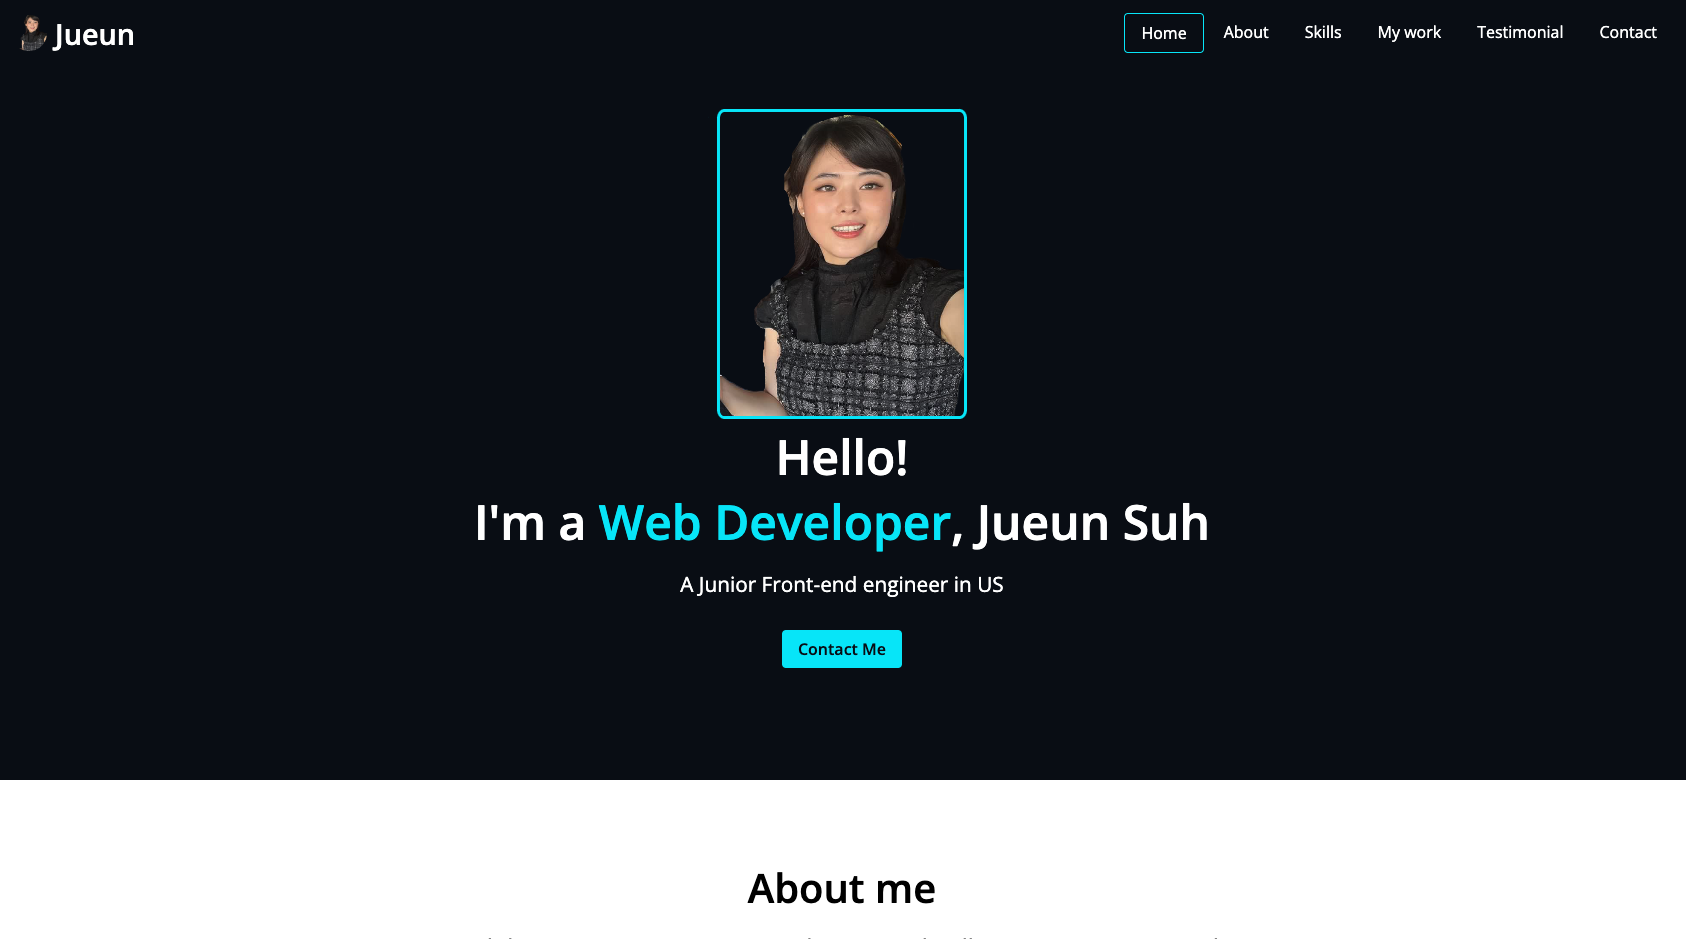 Jueun
Home About Skills My work Testimonial Contact
Hello!
I'm a Web Developer, Jueun Suh
A Junior Front-end engineer in US
Contact Me
About me